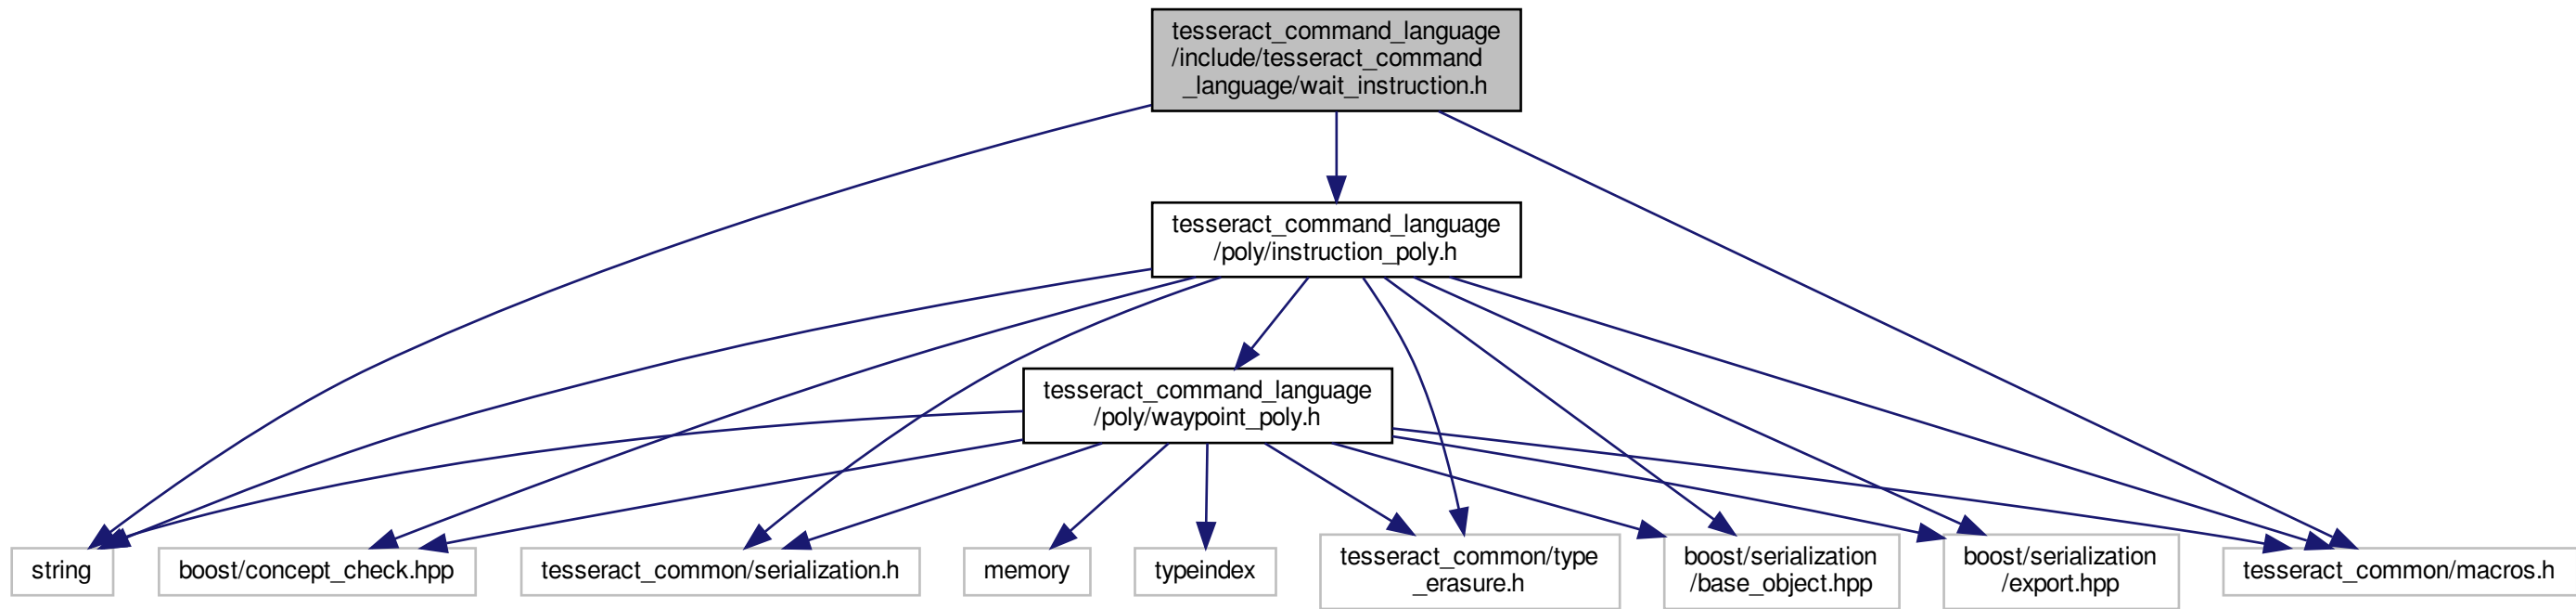 tesseract_command_language
/include/tesseract_command
_language/wait_instruction.h
tesseract_command_language
/poly/instruction_poly.h
tesseract_command_language
/poly/waypoint_poly.h
string
boost/concept_check.hpp
tesseract_common/serialization.h
memory
typeindex
tesseract_common/type
_erasure.h
boost/serialization
/base_object.hpp
boost/serialization
/export.hpp
tesseract_common/macros.h